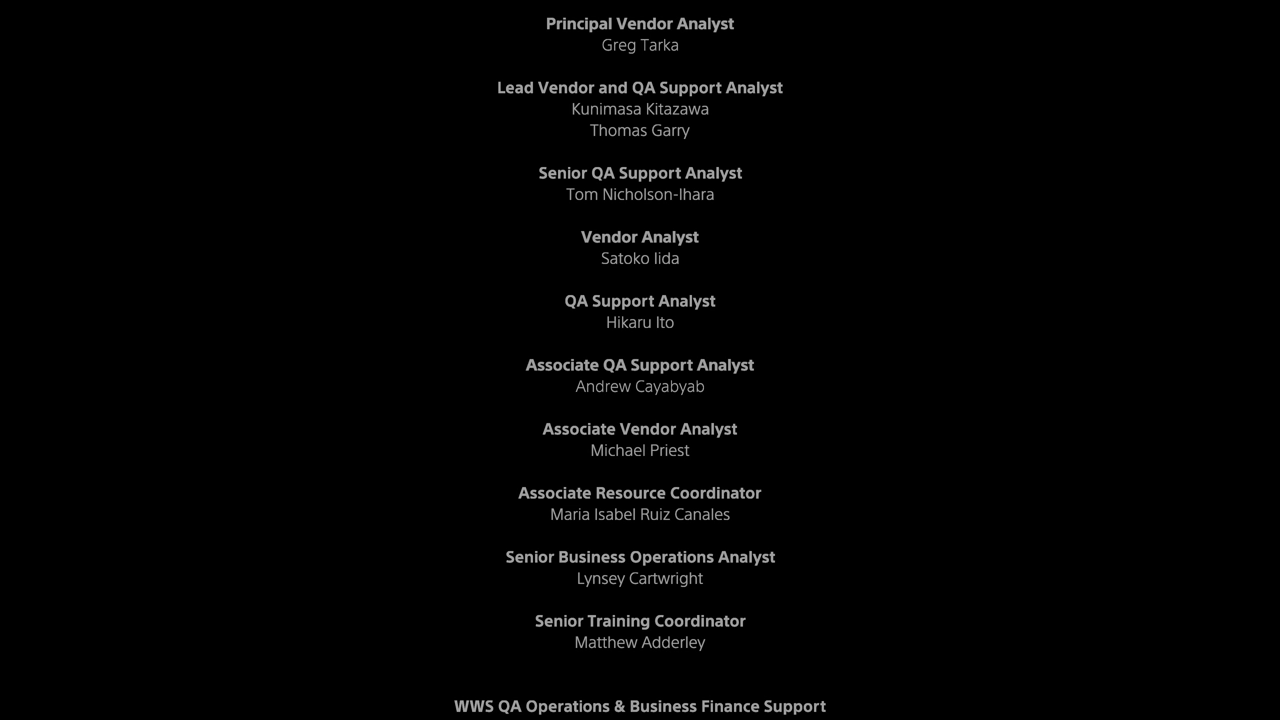 Principal Vendor Analyst
Greg Tarka
Lead Vendor and QA Support Analyst
Kunimasa Kitazawa
Thomas Garry
Senior QA Support Analyst
Tom Nicholson-Ihara
Vendor Analyst
Satoko Iida
QA Support Analyst
Hikaru Ito
Associate QA Support Analyst
Andrew Cayabyab
Associate Vendor Analyst
Michael Priest
Associate Resource Coordinator
Maria Isabel Ruiz Canales
Senior Business Operations Analyst
Lynsey Cartwright
Senior Training Coordinator
Matthew Adderley
WWS QA Operations & Business Finance Support